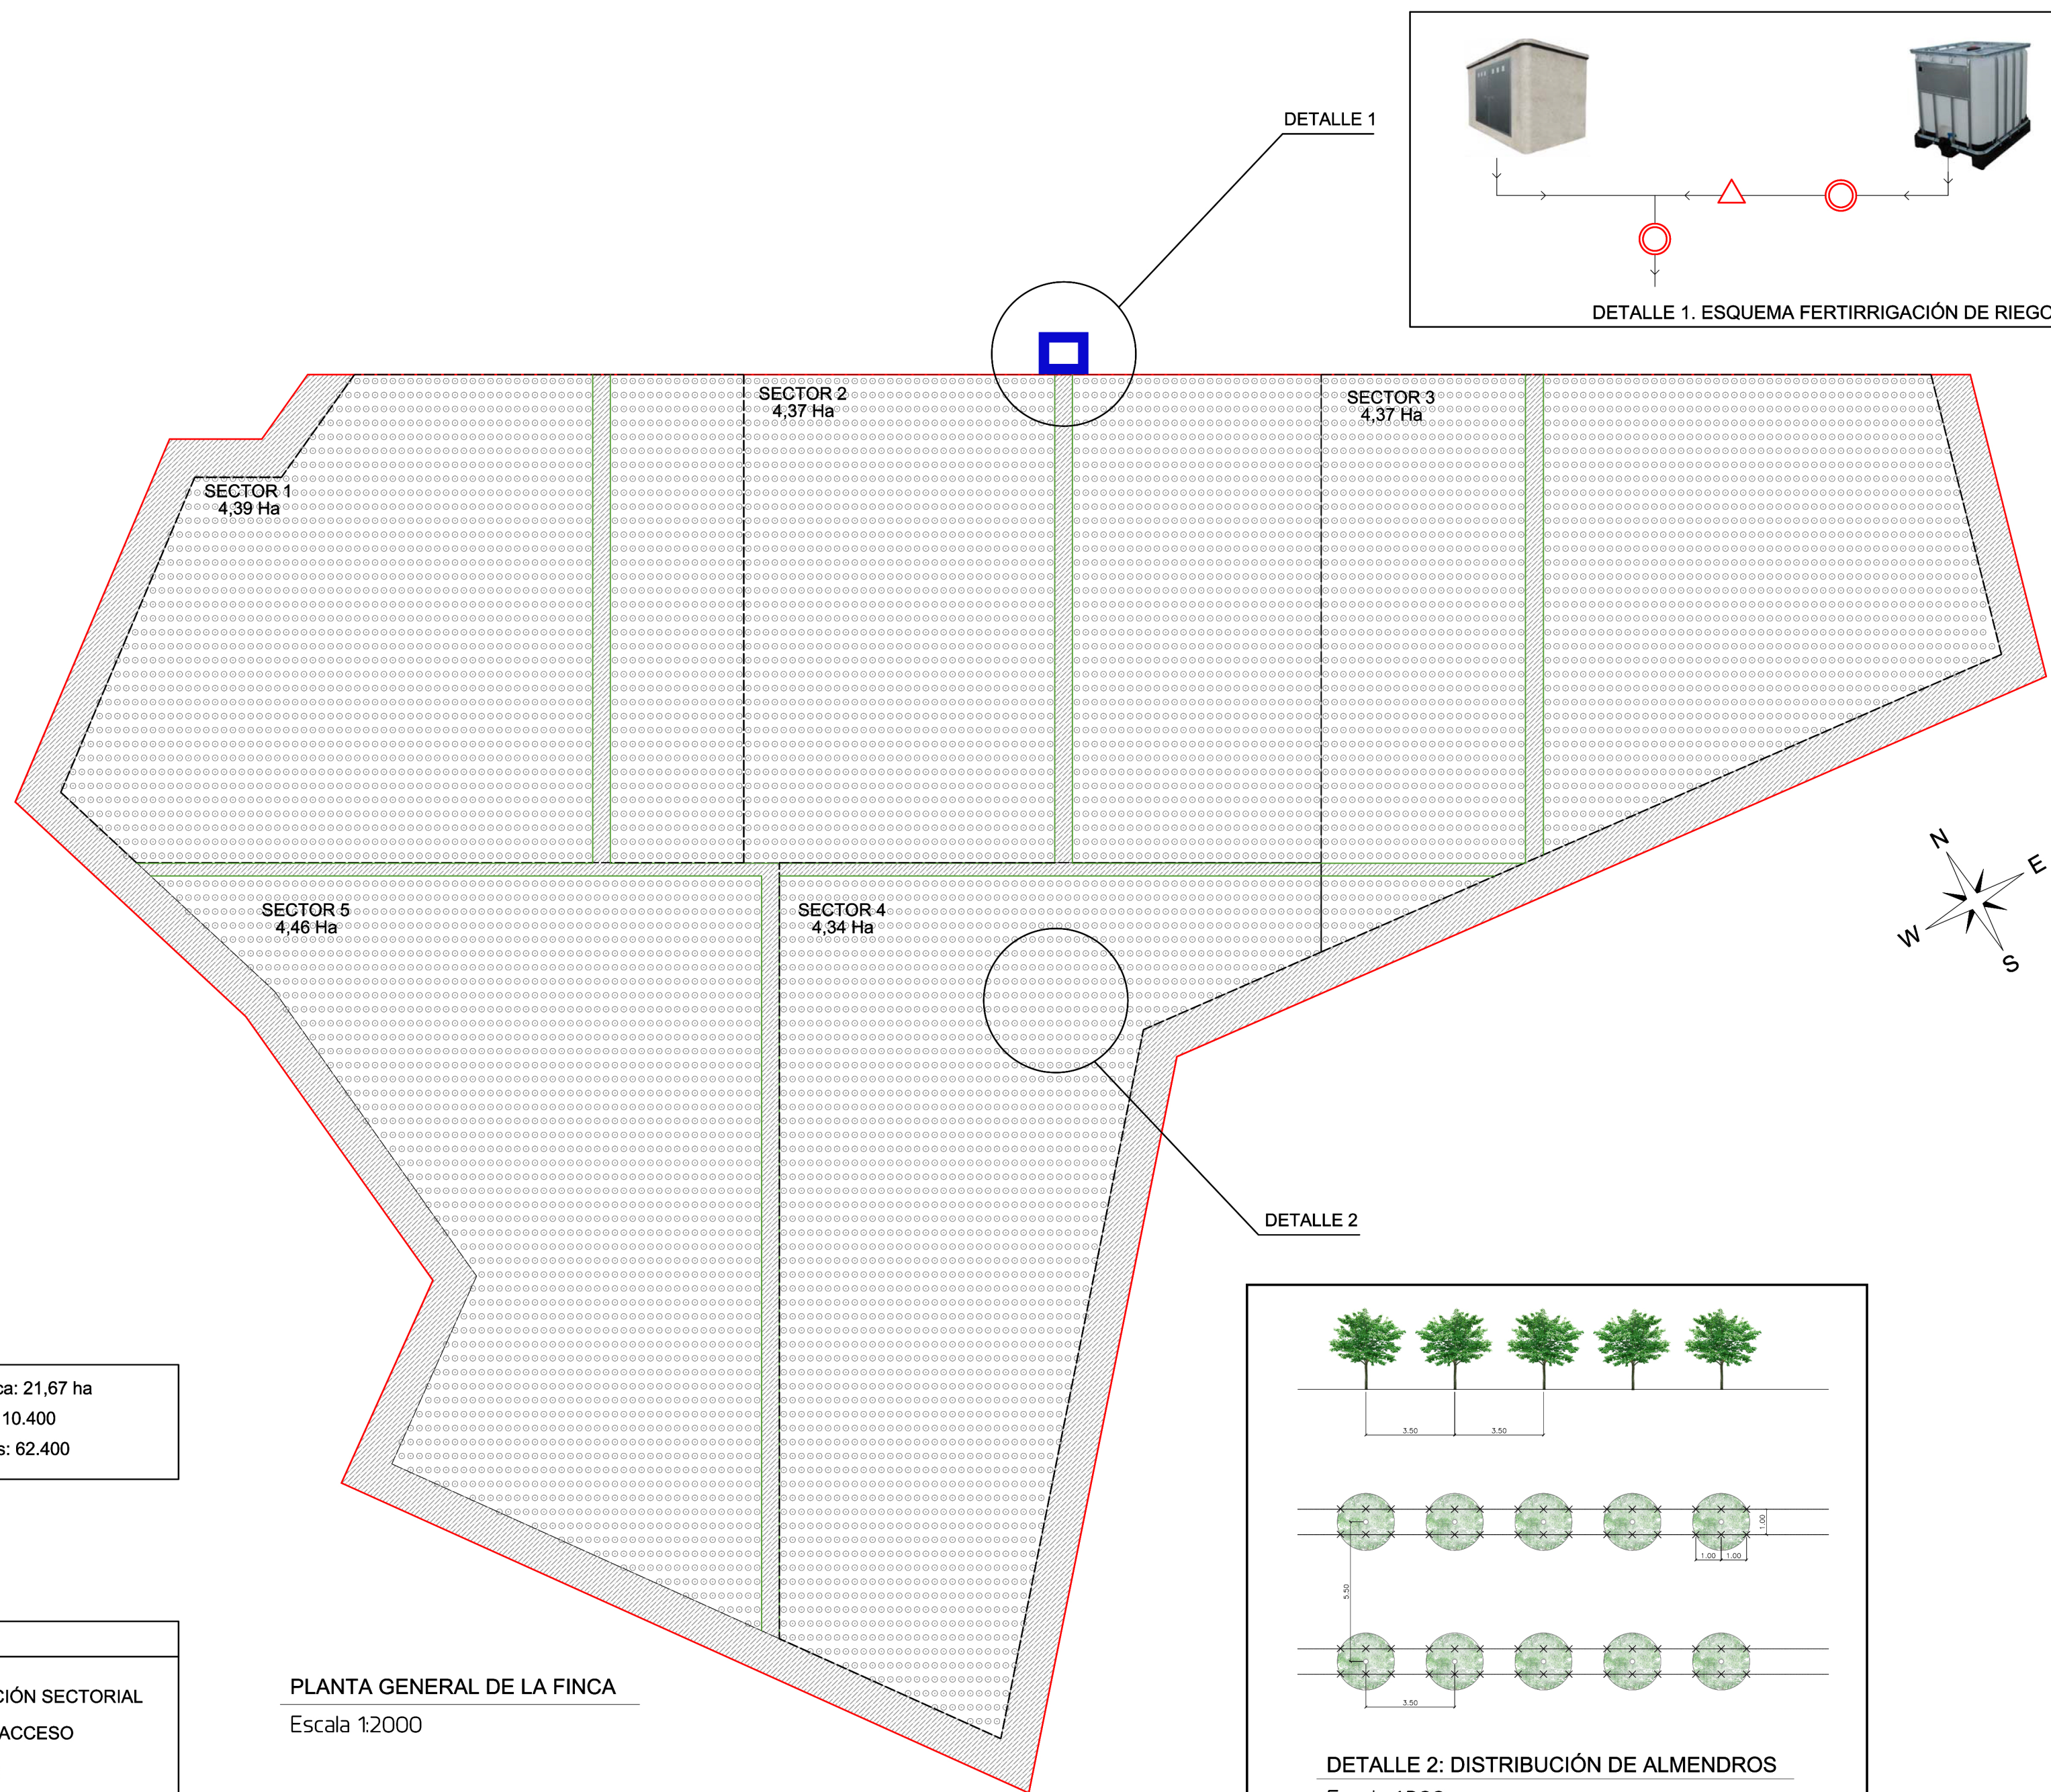 DETALLE 1
DETALLE 1. ESQUEMA FERTIRRIGACIÓN DE RIEGO
SECTOR 2
4,37 Ha
SECTOR 3
4,37 Ha
SECTOR 1
4,39 Ha
N
E
W
S
SECTOR 5
4,46 Ha
SECTOR 4
4,34 Ha
DETALLE 2
ca: 21,67 ha
10.400
s: 62.400
CIÓN SECTORIAL
ACCESO
PLANTA GENERAL DE LA FINCA
Escala 1:2000
3.50
3.50
1.00
1.00
1.00
5.50
3.50
DETALLE 2: DISTRIBUCIÓN DE ALMENDROS